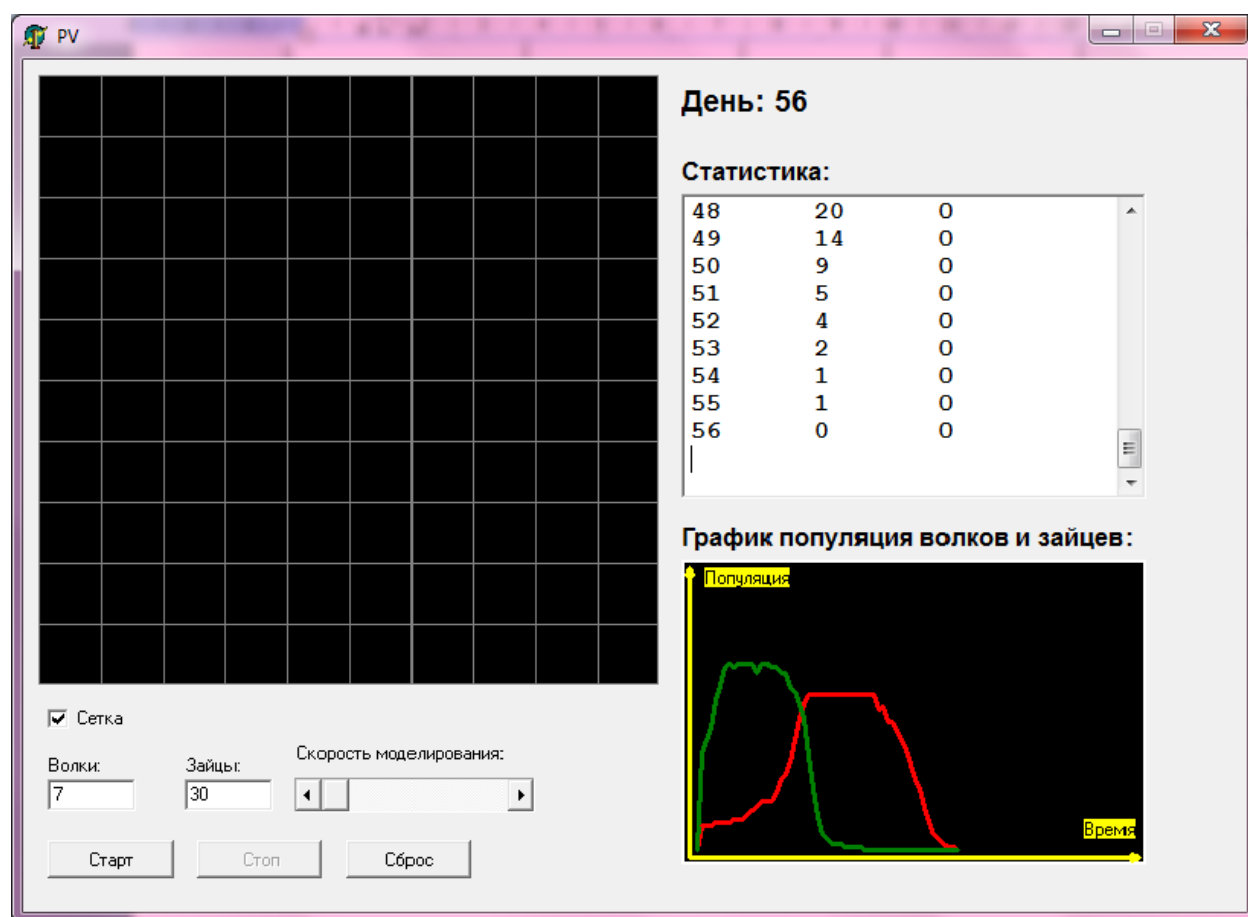 PV
День: 56
Статистика:
48 20 0
49 14 0
50 9 0
51 5 0
52 4 0
53 2 0
54 1 0
55 1 0
56 0 0
График популяция волков и зайцев:
Популяция
Время
Сетка
Волки: Зайцы: Скорость моделирования:
7 30
Старт Стоп Сброс